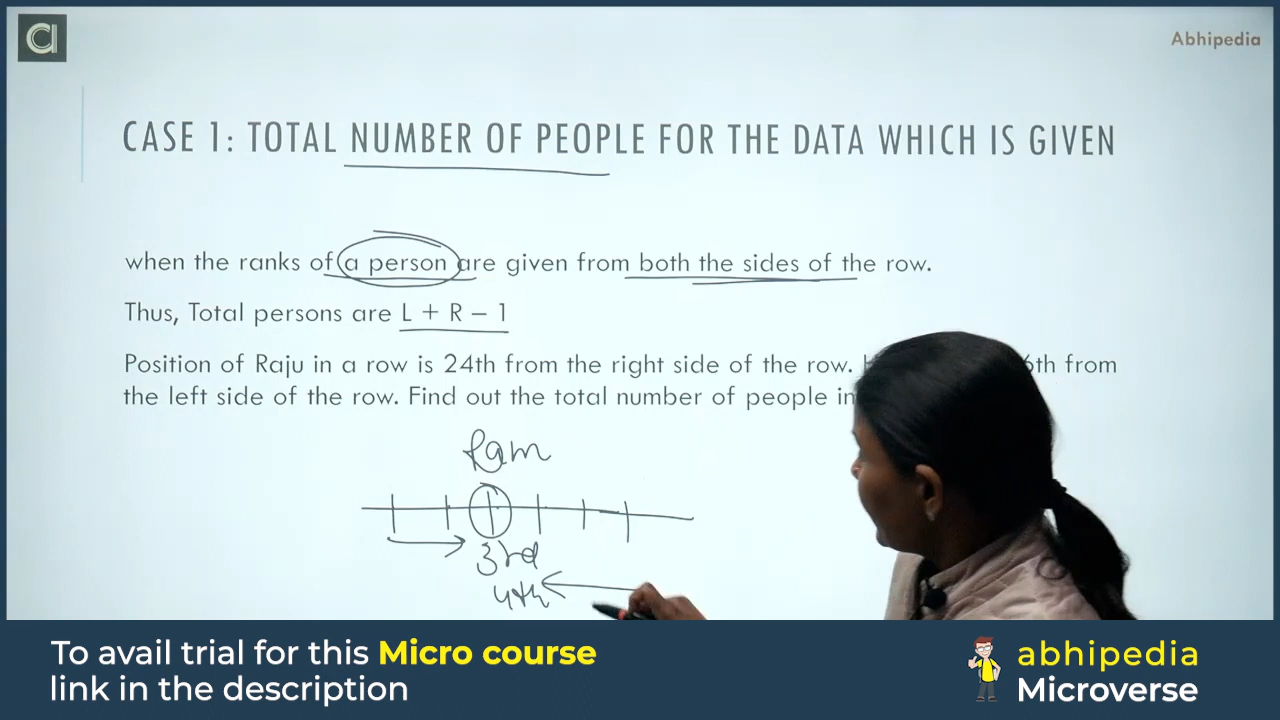 Abhipedia
CASE 1: TOTAL NUMBER OF PEOPLE FOR THE DATA WHICH IS GIVEN
when the ranks of a person are given from both the sides of the row.
Thus, Total persons are L + R – 1
Position of Raju in a row is 24th from the right side of the row. 6th from
the left side of the row. Find out the total number of people in
Ram
3rd
4th
To avail trial for this Micro course
link in the description
abhipedia
Microverse